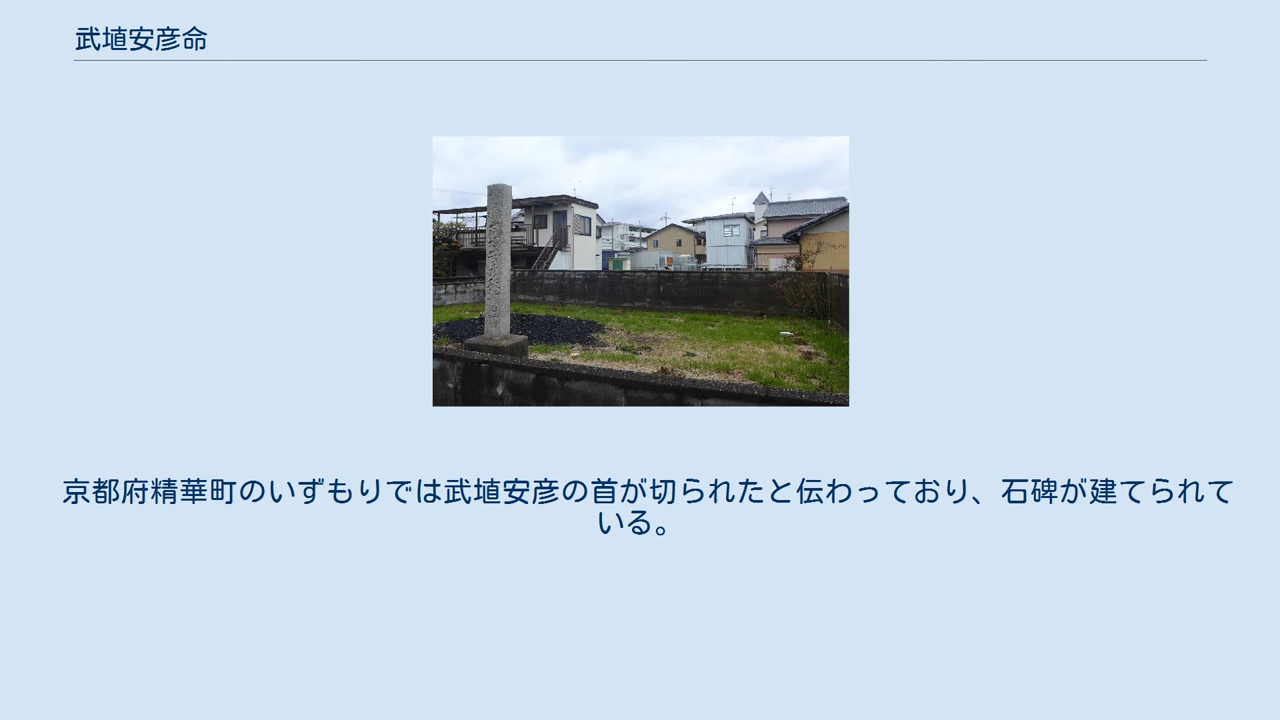 武埴安彦命
京都府精華町のいずもりでは武埴安彦の首が切られたと伝わっており、石碑が建てられて
いる。